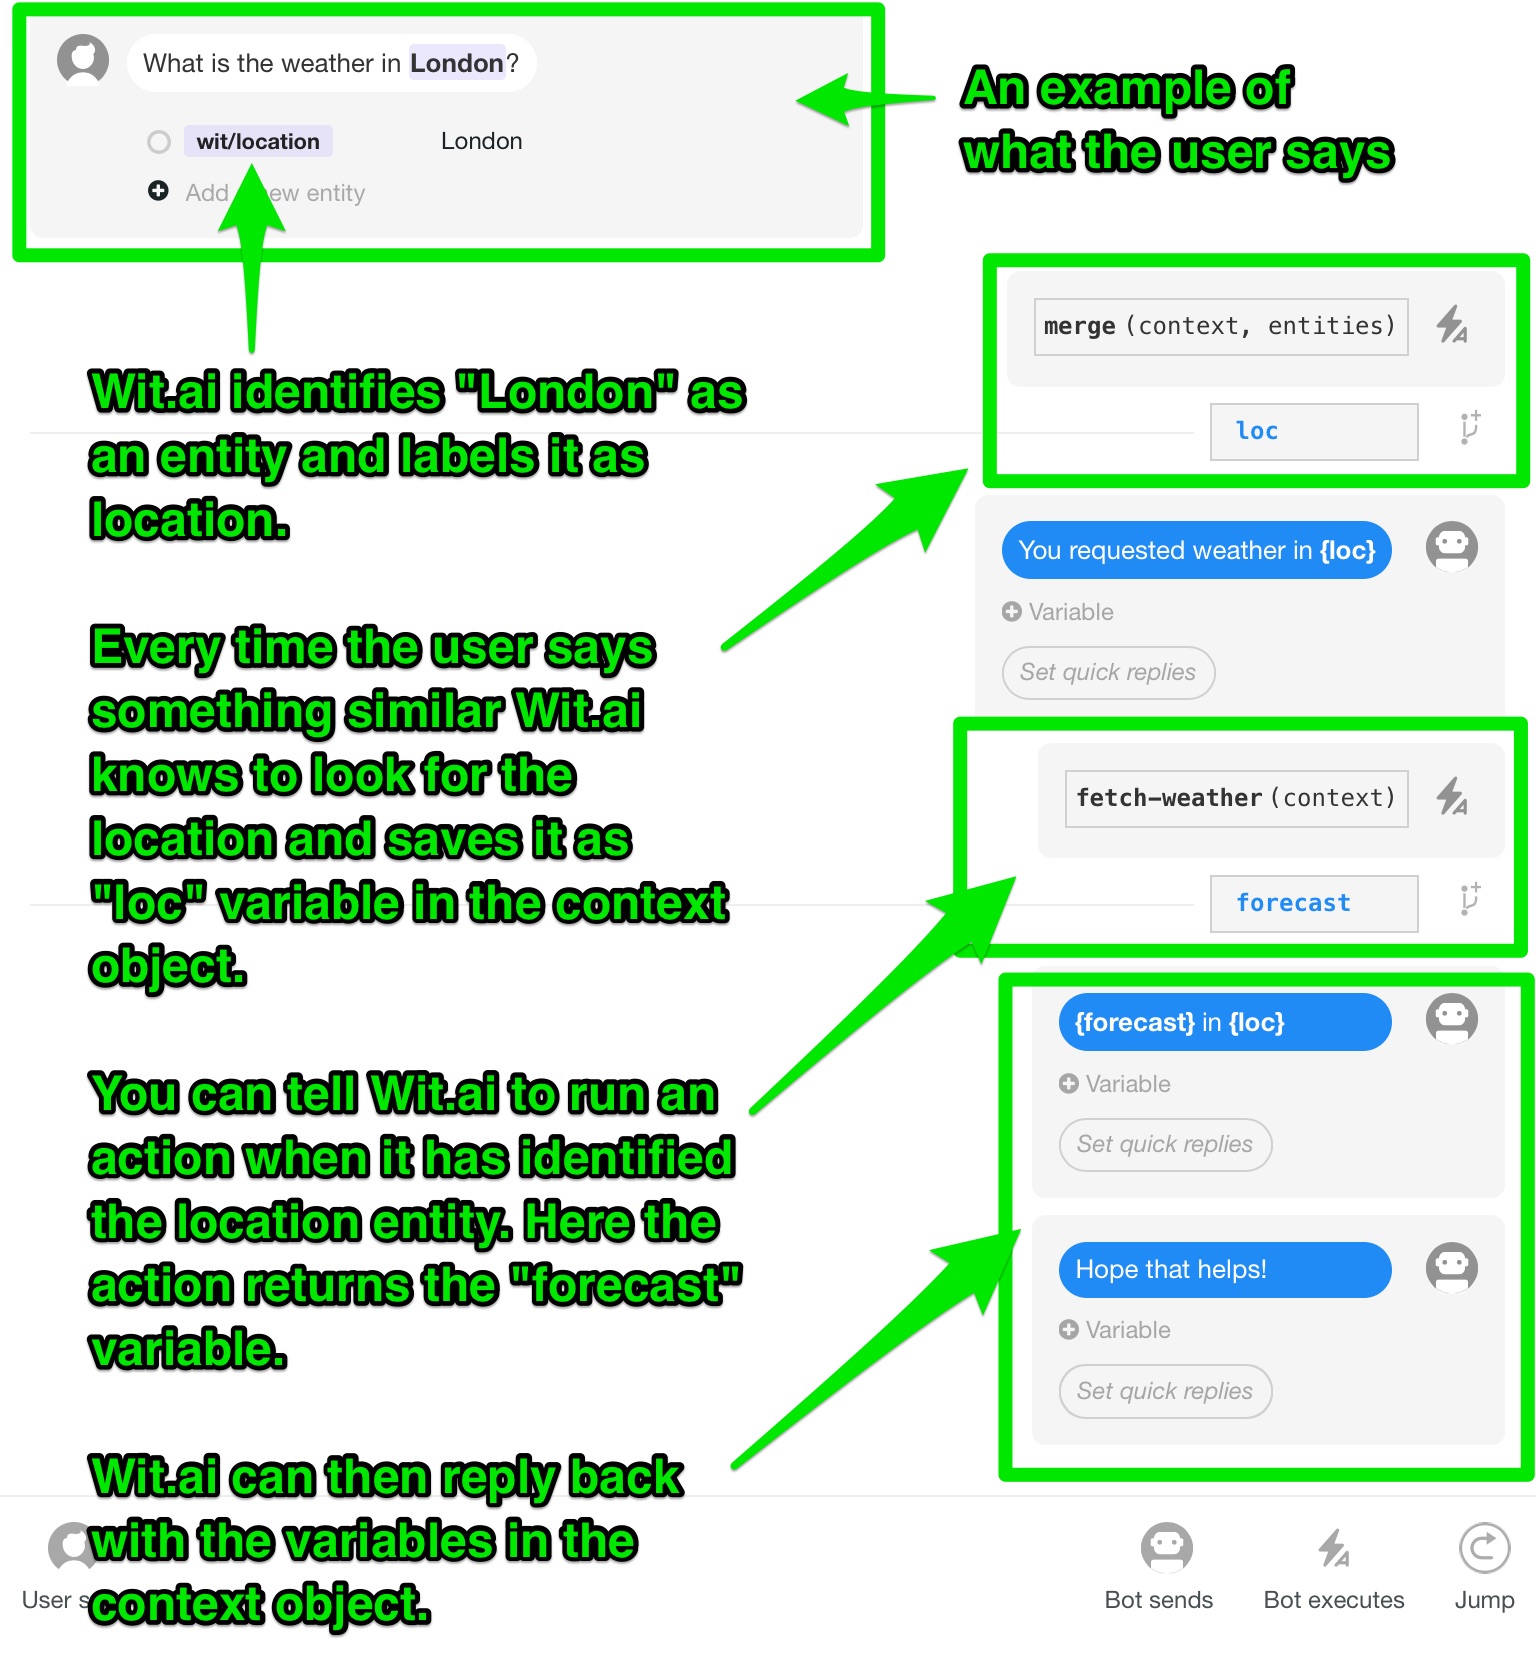 What is the weather in London?
An example of
what the user says
wit/location London
Add ew entity
merge (context, entities)
Wit.ai identifies "London" as
an entity and labels it as
location.
loc
You requested weather in {loc}
Variable
Set quick replies
Every time the user says
something similar Wit.ai
knows to look for the
location and saves it as
"loc" variable in the context
object.
fetch-weather (context)
forecast
{forecast} in {loc}
Variable
Set quick replies
You can tell Wit.ai to run an
action when it has identified
the location entity. Here the
action returns the "forecast"
variable.
Hope that helps!
Variable
Set quick replies
Wit.ai can then reply back
with the variables in the
context object.
User s
Bot sends
Bot executes
Jump